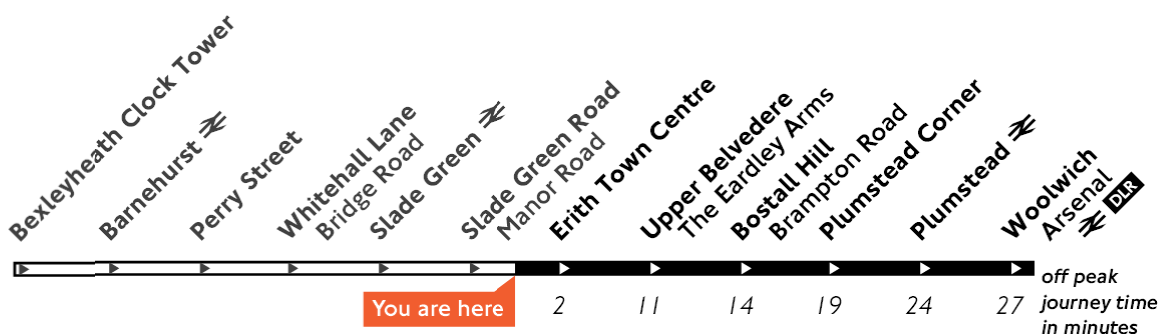 Bexleyheath Clock Tower
Barnehurst
Perry Street
Whitehall Lane
Bridge Road
Slade Green
Slade Green Road
Manor Road
Erith Town Centre
Upper Belvedere
The Eardley Arms
Bostall Hill
Brampton Road
Plumstead Corner
Plumstead
Woolwich
Arsenal
DLR
You are here
2 11 14 19 24 27
off peak
journey time
in minutes